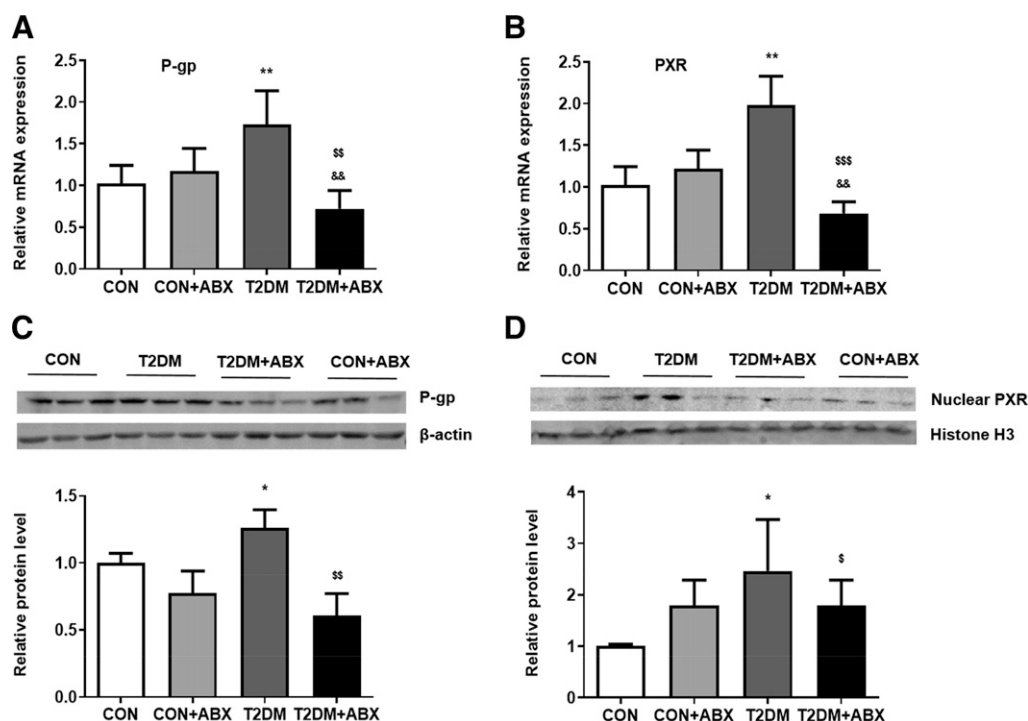 A
P-gp
Relative mRNA expression
2.5
2.0
1.5
1.0
0.5
0.0
**
$$
&&
CON CON+ABX T2DM T2DM+ABX
B
PXR
Relative mRNA expression
2.5
2.0
1.5
1.0
0.5
0.0
**
$$$
&&
CON CON+ABX T2DM T2DM+ABX
C
CON T2DM T2DM+ABX CON+ABX
P-gp
β-actin
Relative protein level
1.5
1.0
0.5
0.0
*
$$
CON CON+ABX T2DM T2DM+ABX
D
CON T2DM T2DM+ABX CON+ABX
Nuclear PXR
Histone H3
Relative protein level
4
3
2
1
0
*
$
CON CON+ABX T2DM T2DM+ABX